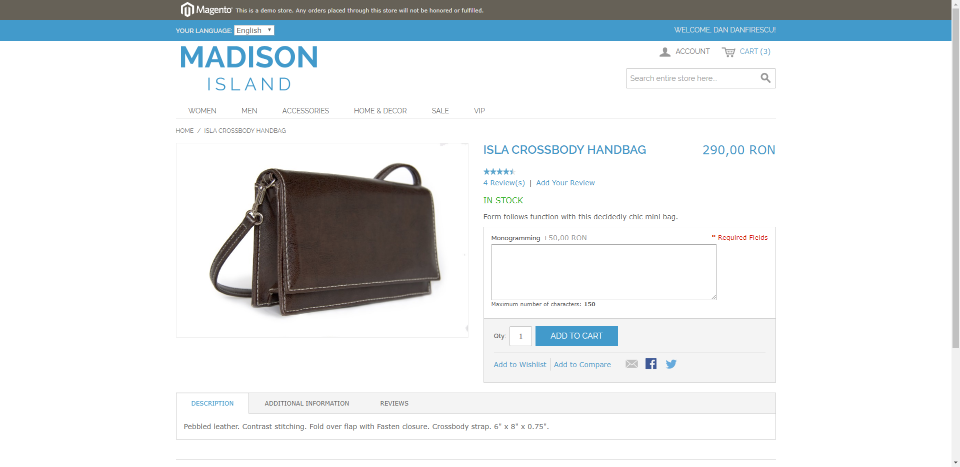 Magento This is a demo store. Any orders placed through this store will not be honored or fulfilled.
YOUR LANGUAGE: English WELCOME, DAN DANFIRESCU!
MADISON
ISLAND
ACCOUNT CART (3)
Search entire store here...
WOMEN MEN ACCESSORIES HOME & DECOR SALE VIP
HOME / ISLA CROSSBODY HANDBAG
ISLA CROSSBODY HANDBAG 290,00 RON
4 Review(s) | Add Your Review
IN STOCK
Form follows function with this decidedly chic mini bag.
Monogramming +50,00 RON * Required Fields
Maximum number of characters: 150
Qty: 1 ADD TO CART
Add to Wishlist Add to Compare
DESCRIPTION ADDITIONAL INFORMATION REVIEWS
Pebbled leather. Contrast stitching. Fold over flap with Fasten closure. Crossbody strap. 6" x 8" x 0.75".